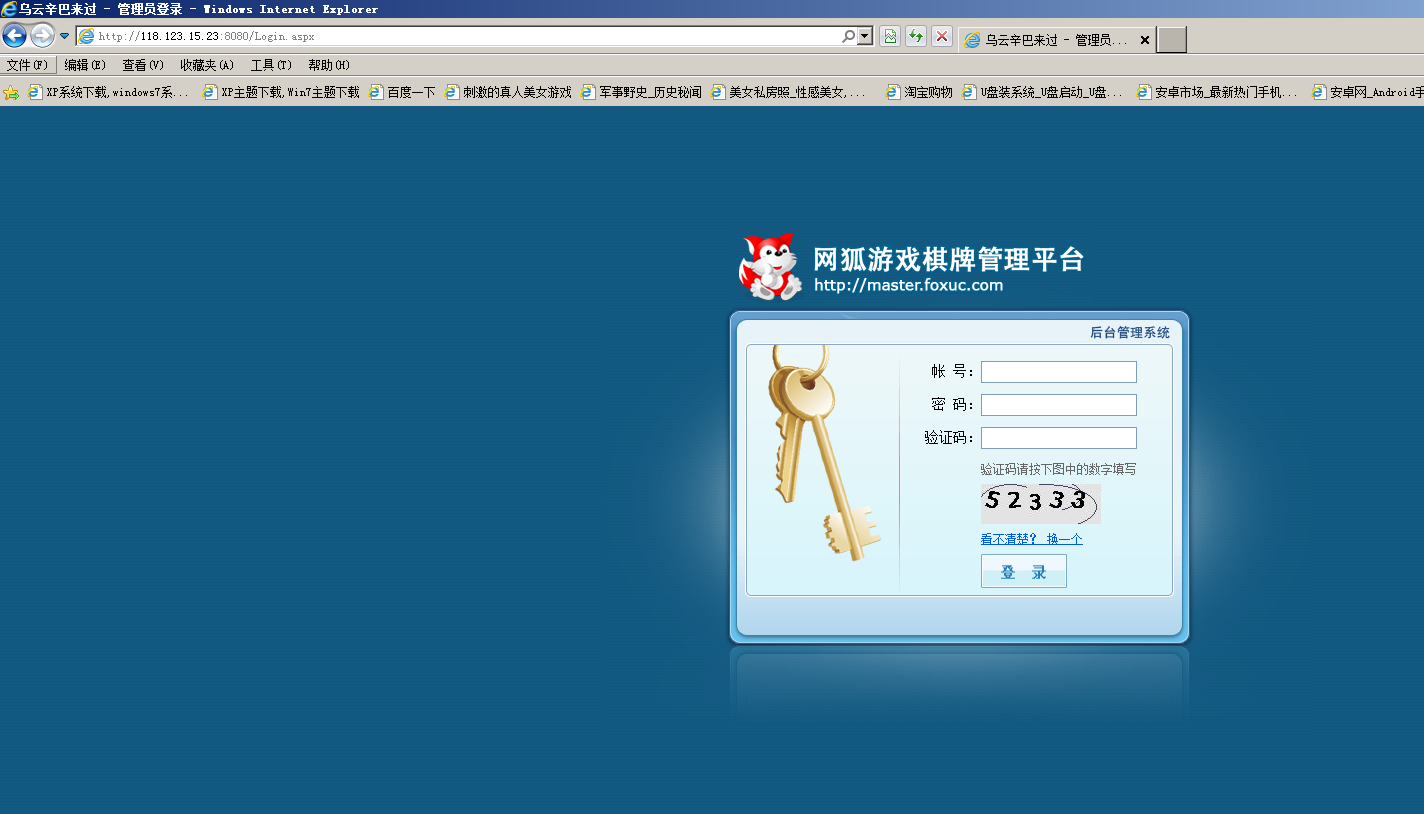 乌云辛巴来过 - 管理员登录 - Windows Internet Explorer
http://118.123.15.23:8080/Login.aspx
乌云辛巴来过 - 管理员...
文件(F) 编辑(E) 查看(V) 收藏夹(A) 工具(T) 帮助(H)
XP系统下载,windows7系... XP主题下载,Win7主题下载 百度一下 刺激的真人美女游戏 军事野史_历史秘闻 美女私房照_性感美女,... 淘宝购物 U盘装系统_U盘启动_U盘... 安卓市场_最新热门手机... 安卓网_Android手
网狐游戏棋牌管理平台
http://master.foxuc.com
后台管理系统
帐 号：
密 码：
验证码：
验证码请按下图中的数字填写
52333
看不清楚？ 换一个
登 录